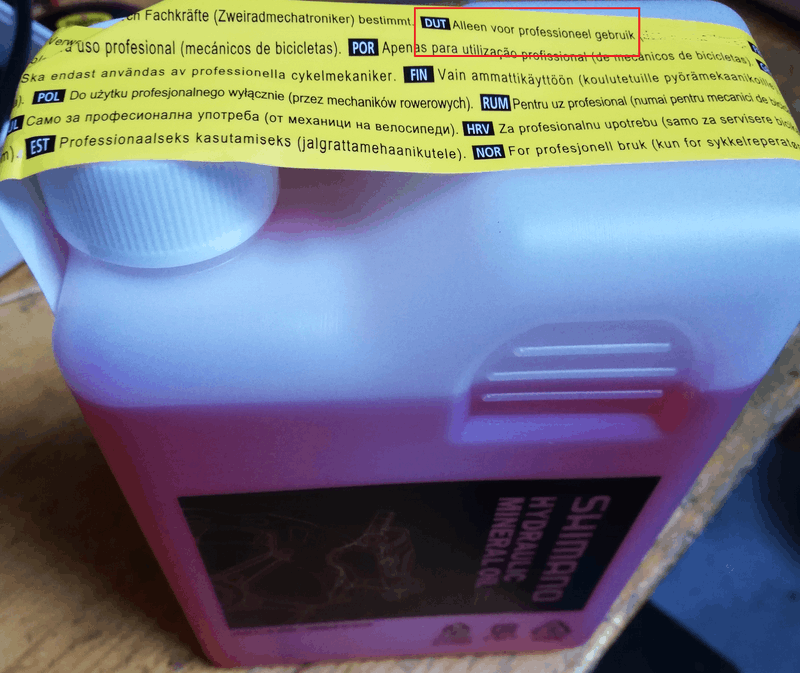 Fachkräfte (Zweiradmechatroniker) bestimmt. DUT Alleen voor professioneel gebruik
uso profesional (mecánicos de bicicletas). POR Apenas para utilização profissional (de mecánicos de bicicletas).
Ska endast användas av professionella cykelmekaniker. FIN Vain ammattikäyttöön (koulutetuille pyörämekaanikoille
POL Do użytku profesjonalnego wyłącznie (przez mechaników rowerowych). RUM Pentru uz profesional (numai pentru mecanici de
Само за професионална употреба (от механици на велосипеди). HRV Za profesionalnu upotrebu (samo za servisere
EST Professionaalseks kasutamiseks (jalgrattamehaanikutele). NOR For profesjonell bruk (kun for sykkelreperatø
SHIMANO
HYDRAULIC
MINERAL OIL